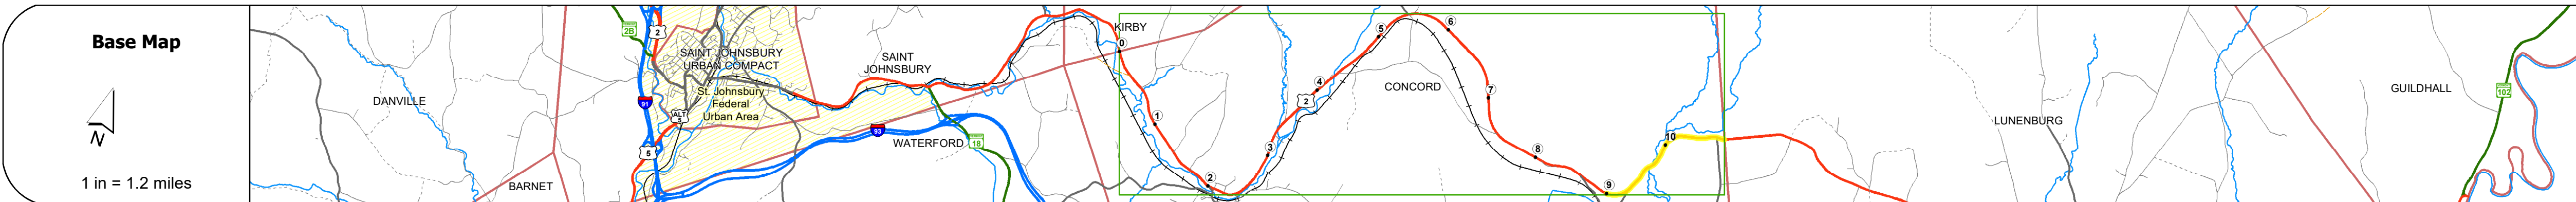 Base Map
N
1 in = 1.2 miles
DANVILLE
BARNET
2B
2
SAINT JOHNSBURY
URBAN COMPACT
St. Johnsbury
Federal
Urban Area
91
ALT
5
5
SAINT
JOHNSBURY
93
WATERFORD
18
KIRBY
0
1
2
3
2
4
5
6
CONCORD
7
8
9
10
LUNENBURG
GUILDHALL
102